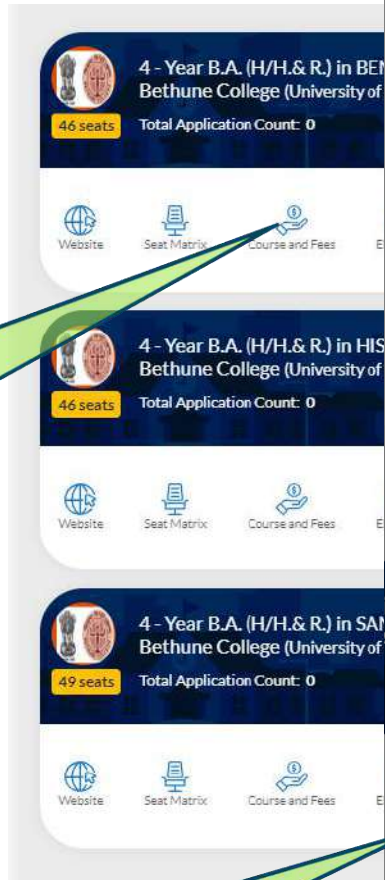 4 - Year B.A. (H/H.& R.) in BEN
Bethune College (University of
46 seats
Total Application Count: 0
Website
Seat Matrix
Course and Fees
E
4 - Year B.A. (H/H.& R.) in HIS
Bethune College (University of
46 seats
Total Application Count: 0
Website
Seat Matrix
Course and Fees
E
4 - Year B.A. (H/H.& R.) in SAN
Bethune College (University of
49 seats
Total Application Count: 0
Website
Seat Matrix
Course and Fees
E